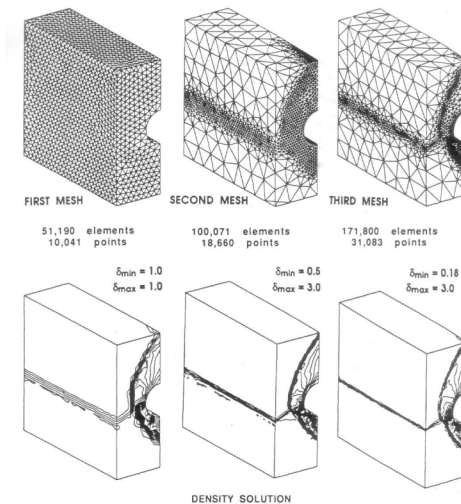 FIRST MESH
SECOND MESH
THIRD MESH
51,190 elements
10,041 points
100,071 elements
18,660 points
171,800 elements
31,083 points
δmin = 1.0
δmax = 1.0
δmin = 0.5
δmax = 3.0
δmin = 0.18
δmax = 3.0
DENSITY SOLUTION